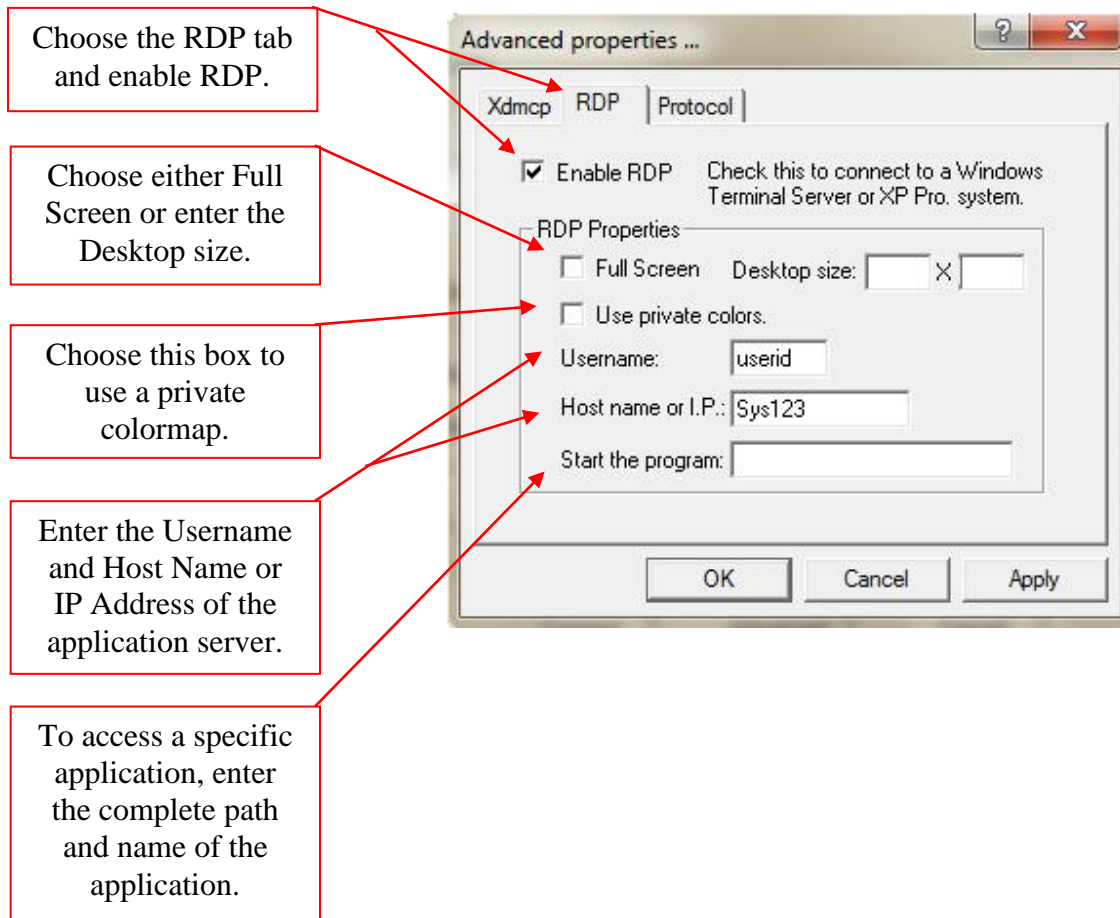 Choose the RDP tab
and enable RDP.
Choose either Full
Screen or enter the
Desktop size.
Choose this box to
use a private
colormap.
Enter the Username
and Host Name or
IP Address of the
application server.
To access a specific
application, enter
the complete path
and name of the
application.
Advanced properties ...
Xdmcp RDP Protocol
Enable RDP Check this to connect to a Windows
Terminal Server or XP Pro. system.
RDP Properties
Full Screen Desktop size: X
Use private colors.
Username: userid
Host name or I.P.: Sys123
Start the program:
OK Cancel Apply